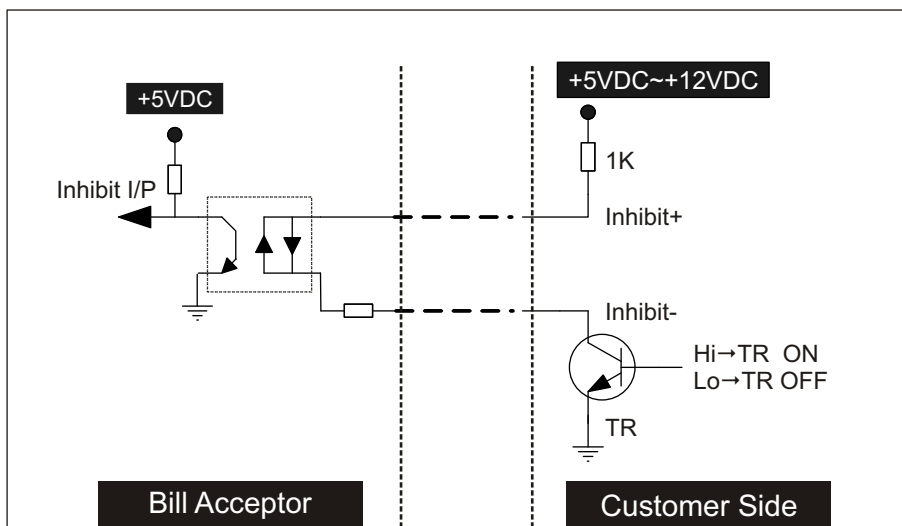 +5VDC
+5VDC~+12VDC
1K
Inhibit I/P
Inhibit+
Inhibit-
Hi→TR ON
Lo→TR OFF
TR
Bill Acceptor
Customer Side